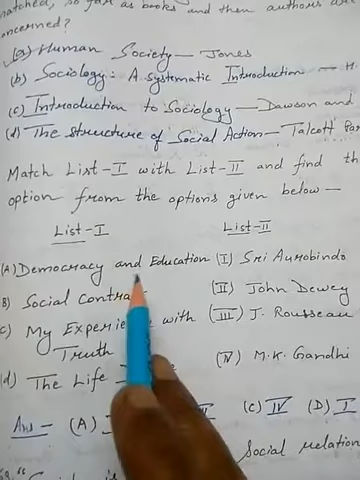 matched, so far as books and then authors are
concerned?
(a) Human Society — Jones
(b) Sociology: A systematic Introduction — H.
(c) Introduction to Sociology — Dawson and
(d) The structure of Social Action — Talcott Par
Match List-I with List-II and find th
option from the options given below —
List-I List-II
(A) Democracy and Education (I) Sri Aurobindo
B) Social Contra (II) John Dewey
c) My Experie with (III) J. Rousseau
Truth (IV) M.K. Gandhi
(d) The Life
Ans - (A) II (C) IV (D) I
Social relation